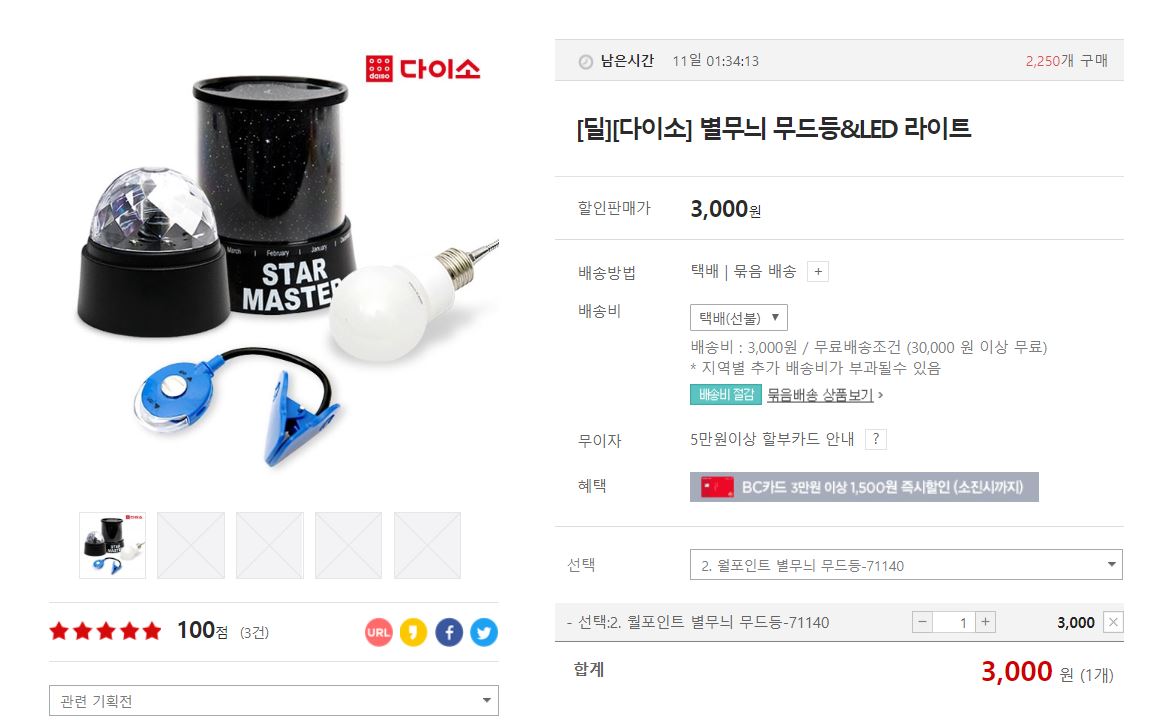 daiso 다이소
March | February | January
STAR
MASTER
100점 (3건)
URL
관련 기획전
남은시간 11일 01:34:13 2,250개 구매
[딜][다이소] 별무늬 무드등&LED 라이트
할인판매가 3,000원
배송방법 택배 | 묶음 배송 +
배송비 택배(선불) ▼
배송비 : 3,000원 / 무료배송조건 (30,000 원 이상 무료)
* 지역별 추가 배송비가 부과될수 있음
배송비 절감 묶음배송 상품보기 >
무이자 5만원이상 할부카드 안내 ?
혜택 BC카드 3만원 이상 1,500원 즉시할인 (소진시까지)
선택 2. 월포인트 별무늬 무드등-71140
- 선택:2. 월포인트 별무늬 무드등-71140 − 1 + 3,000 ×
합계 3,000 원 (1개)